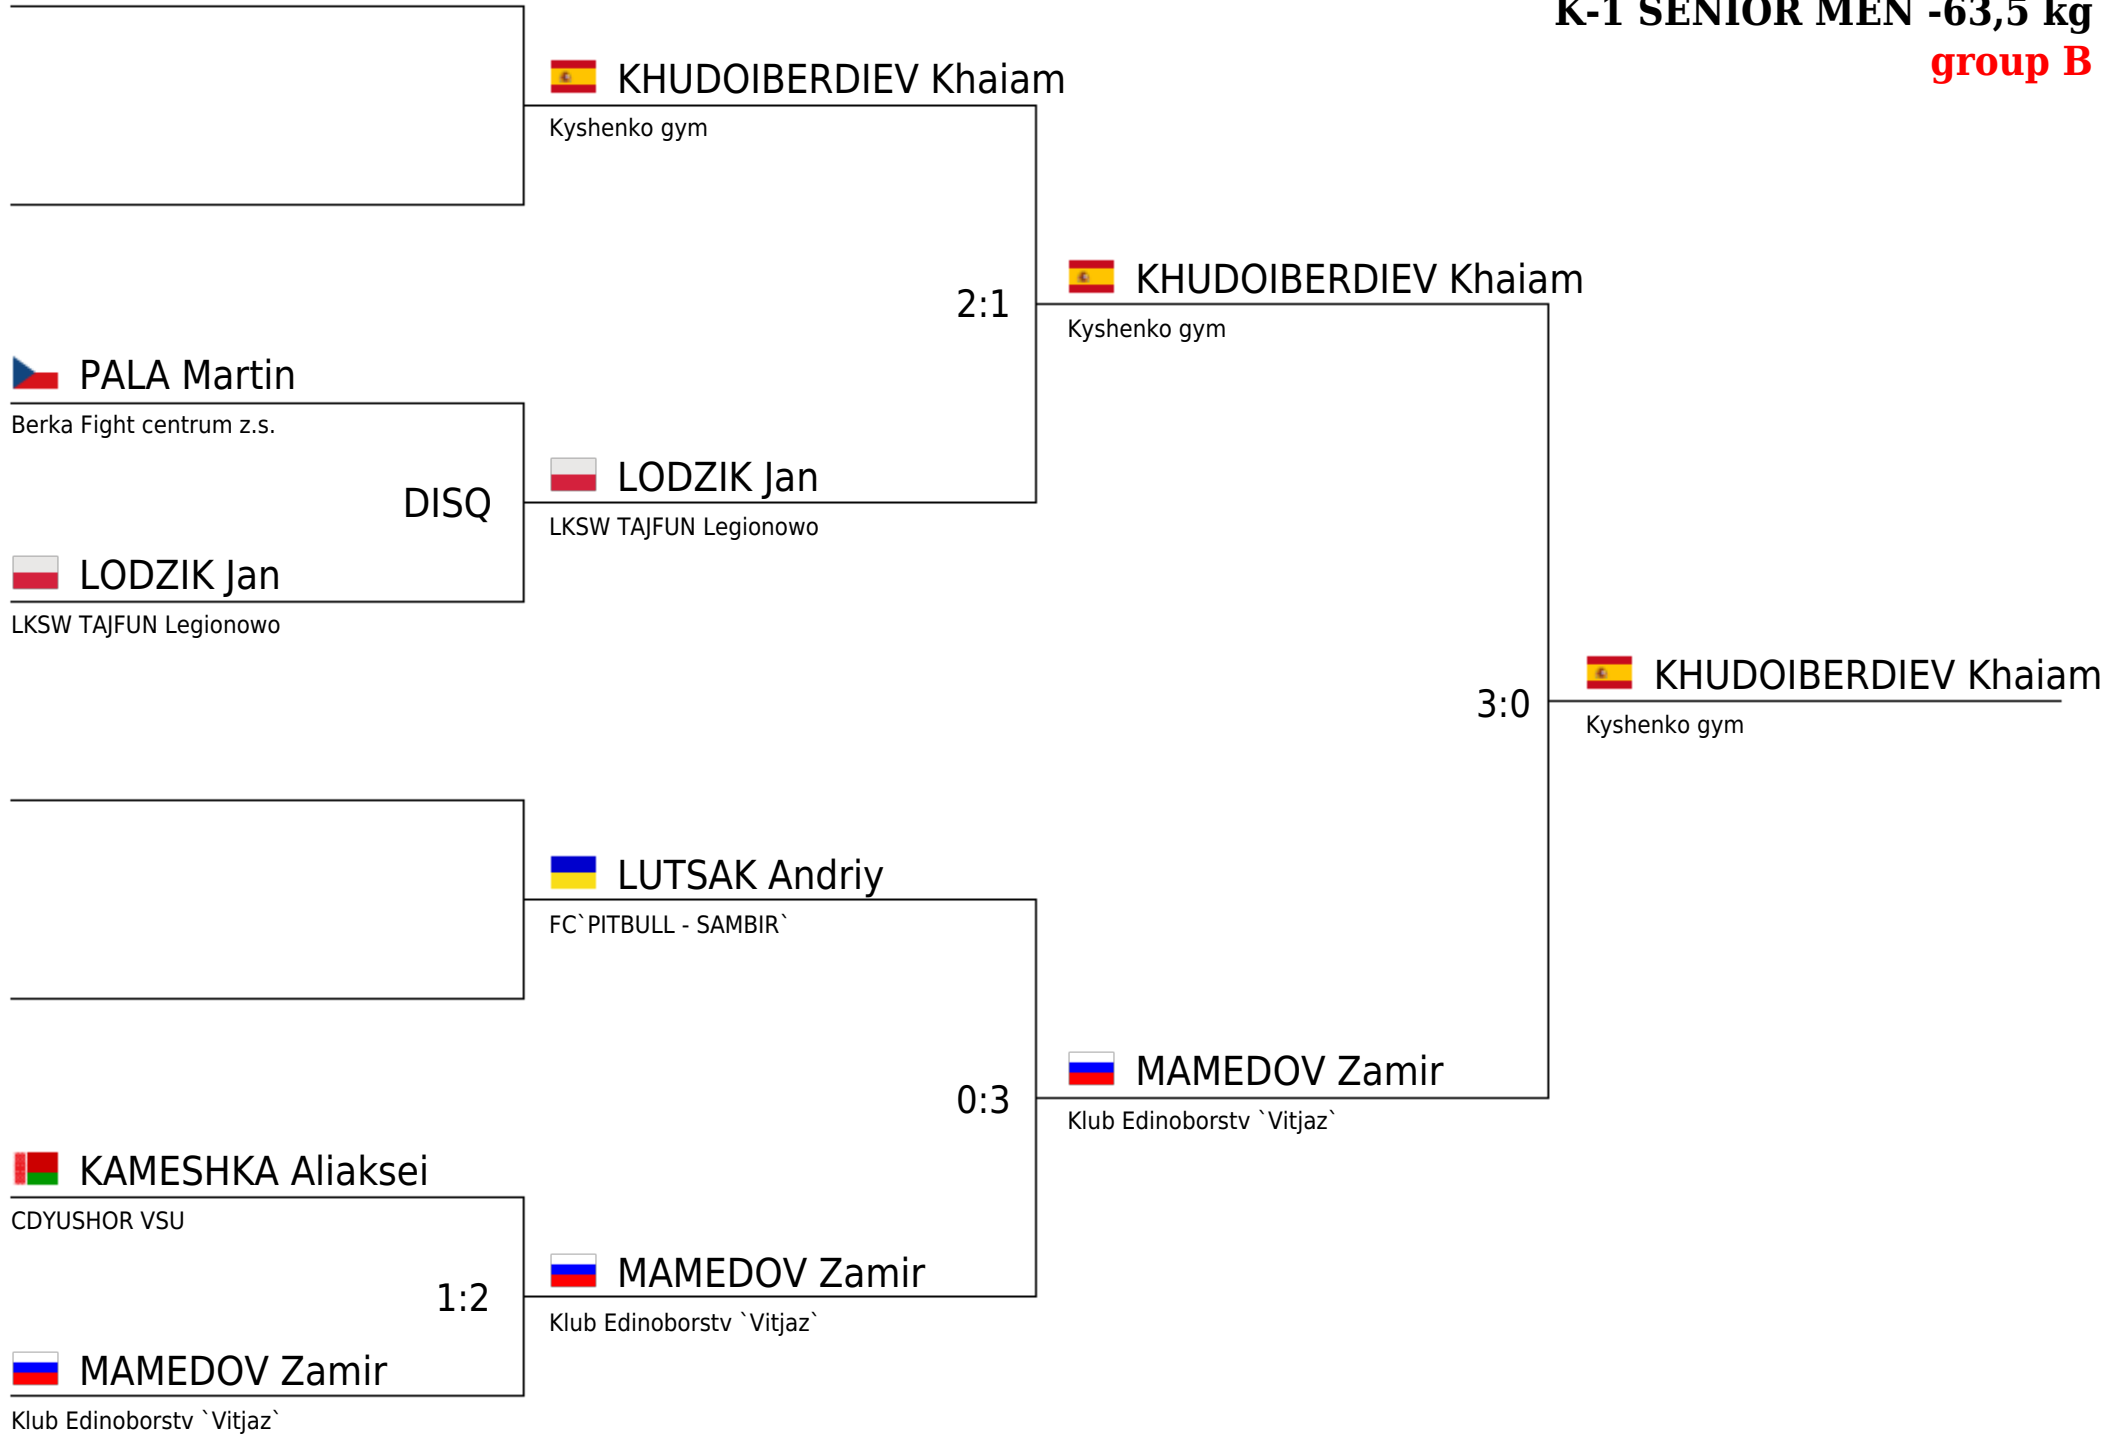 K-1 SENIOR MEN -63,5 kg
group B
KHUDOIBERDIEV Khaiam
Kyshenko gym
2:1
KHUDOIBERDIEV Khaiam
Kyshenko gym
PALA Martin
Berka Fight centrum z.s.
DISQ
LODZIK Jan
LKSW TAJFUN Legionowo
LODZIK Jan
LKSW TAJFUN Legionowo
3:0
KHUDOIBERDIEV Khaiam
Kyshenko gym
LUTSAK Andriy
FC`PITBULL - SAMBIR`
0:3
MAMEDOV Zamir
Klub Edinoborstv `Vitjaz`
KAMESHKA Aliaksei
CDYUSHOR VSU
1:2
MAMEDOV Zamir
Klub Edinoborstv `Vitjaz`
MAMEDOV Zamir
Klub Edinoborstv `Vitjaz`